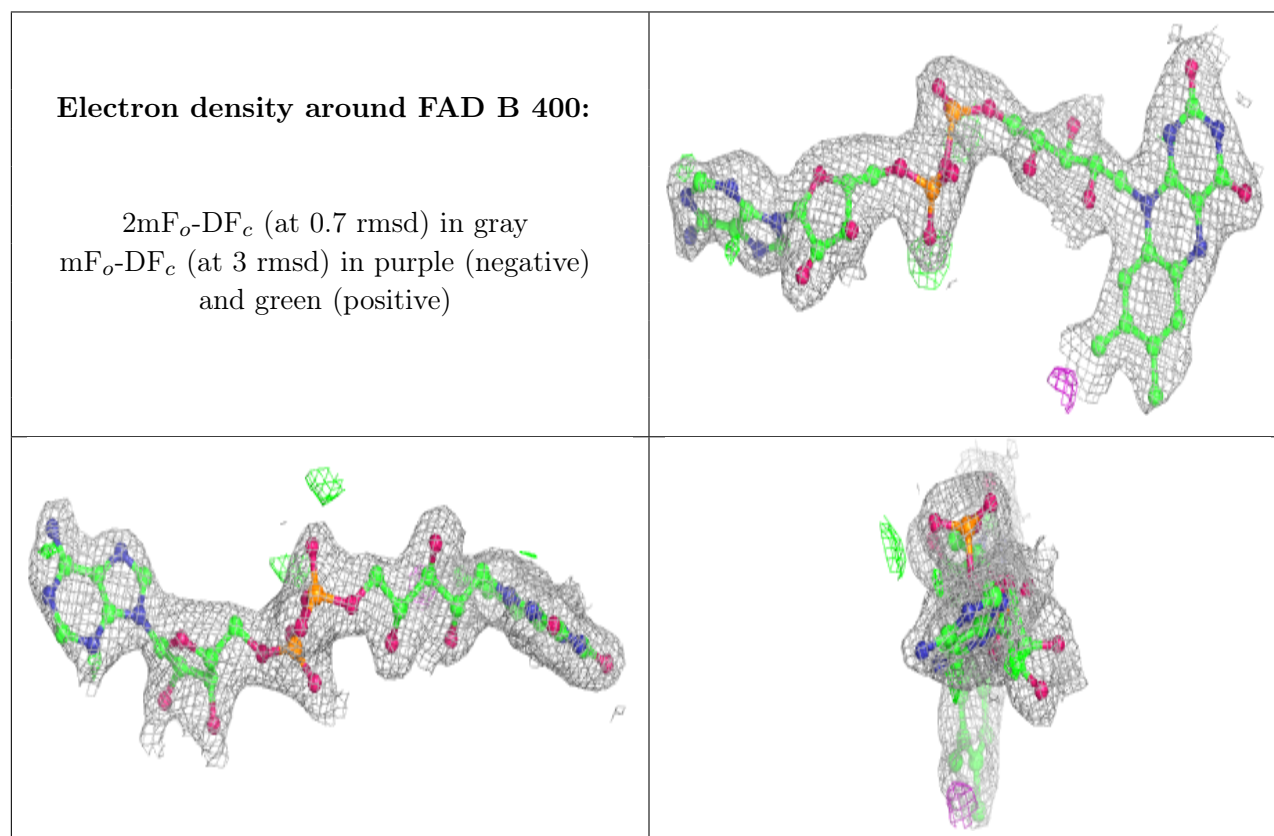 Electron density around FAD B 400:
2mFₒ-DF𝒸 (at 0.7 rmsd) in gray
mFₒ-DF𝒸 (at 3 rmsd) in purple (negative)
and green (positive)